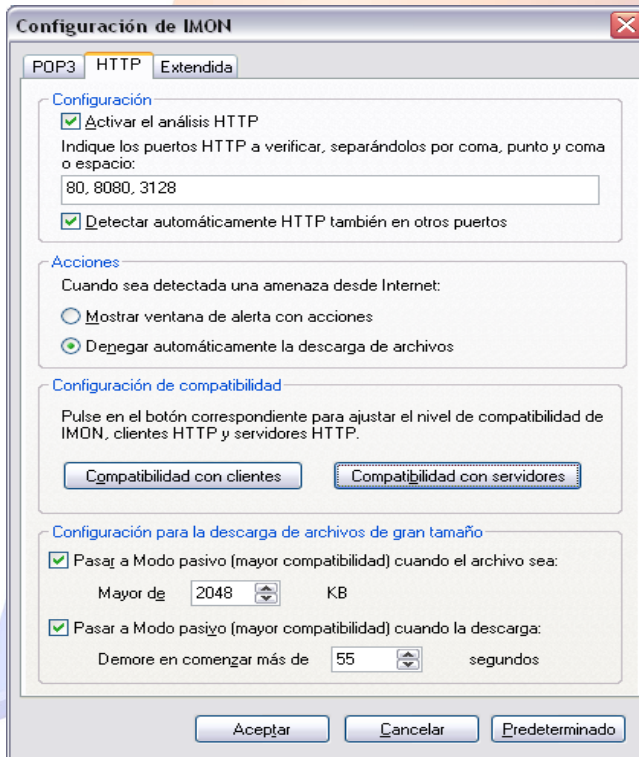 Configuración de IMON
POP3 HTTP Extendida
Configuración
Activar el análisis HTTP
Indique los puertos HTTP a verificar, separándolos por coma, punto y coma
o espacio:
80, 8080, 3128
Detectar automáticamente HTTP también en otros puertos
Acciones
Cuando sea detectada una amenaza desde Internet:
Mostrar ventana de alerta con acciones
Denegar automáticamente la descarga de archivos
Configuración de compatibilidad
Pulse en el botón correspondiente para ajustar el nivel de compatibilidad de
IMON, clientes HTTP y servidores HTTP.
Compatibilidad con clientes Compatibilidad con servidores
Configuración para la descarga de archivos de gran tamaño
Pasar a Modo pasivo (mayor compatibilidad) cuando el archivo sea:
Mayor de 2048 KB
Pasar a Modo pasivo (mayor compatibilidad) cuando la descarga:
Demore en comenzar más de 55 segundos
Aceptar Cancelar Predeterminado